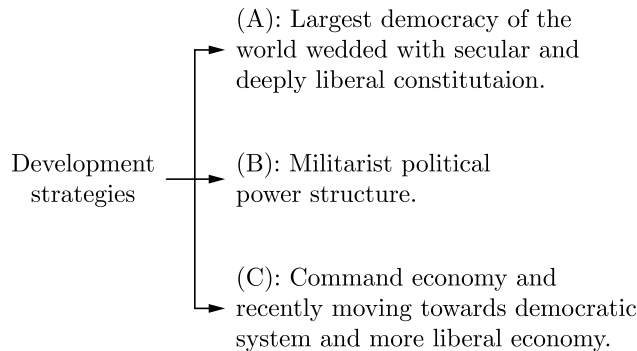 (A): Largest democracy of the
world wedded with secular and
deeply liberal constitutaion.
Development
strategies
(B): Militarist political
power structure.
(C): Command economy and
recently moving towards democratic
system and more liberal economy.